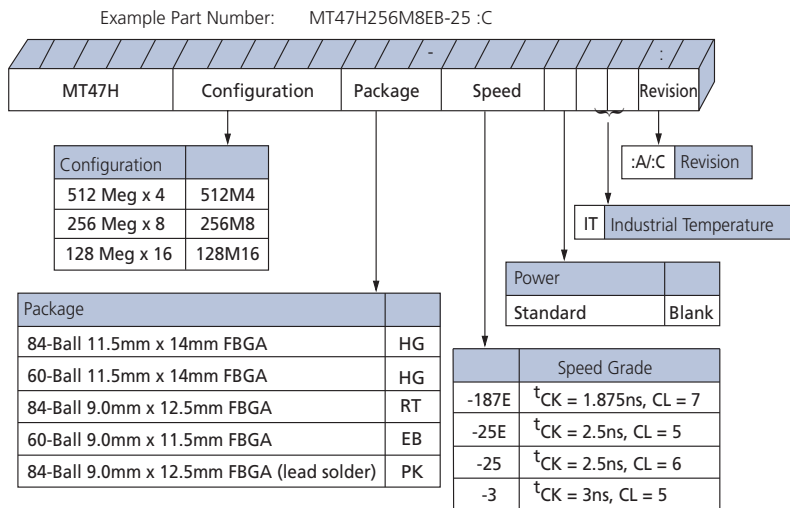 Example Part Number: MT47H256M8EB-25 :C
- :
MT47H Configuration Package Speed Revision
:A/:C Revision
IT Industrial Temperature
Configuration
512 Meg x 4 512M4
256 Meg x 8 256M8
128 Meg x 16 128M16
Power
Standard Blank
Package
84-Ball 11.5mm x 14mm FBGA HG
60-Ball 11.5mm x 14mm FBGA HG
84-Ball 9.0mm x 12.5mm FBGA RT
60-Ball 9.0mm x 11.5mm FBGA EB
84-Ball 9.0mm x 12.5mm FBGA (lead solder) PK
Speed Grade
-187E tCK = 1.875ns, CL = 7
-25E tCK = 2.5ns, CL = 5
-25 tCK = 2.5ns, CL = 6
-3 tCK = 3ns, CL = 5